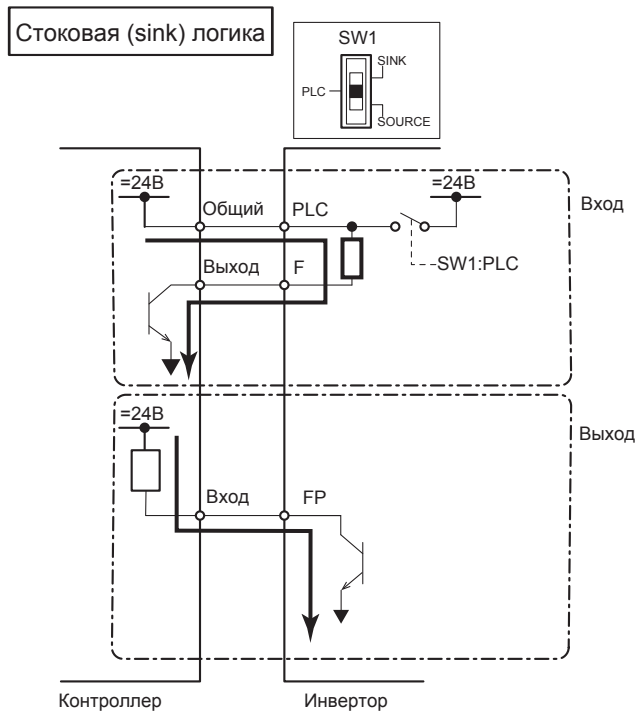 Стоковая (sink) логика
SW1
SINK
PLC
SOURCE
=24В
=24В
Вход
Общий
PLC
Выход
F
SW1:PLC
=24В
Выход
Вход
FP
Контроллер
Инвертор